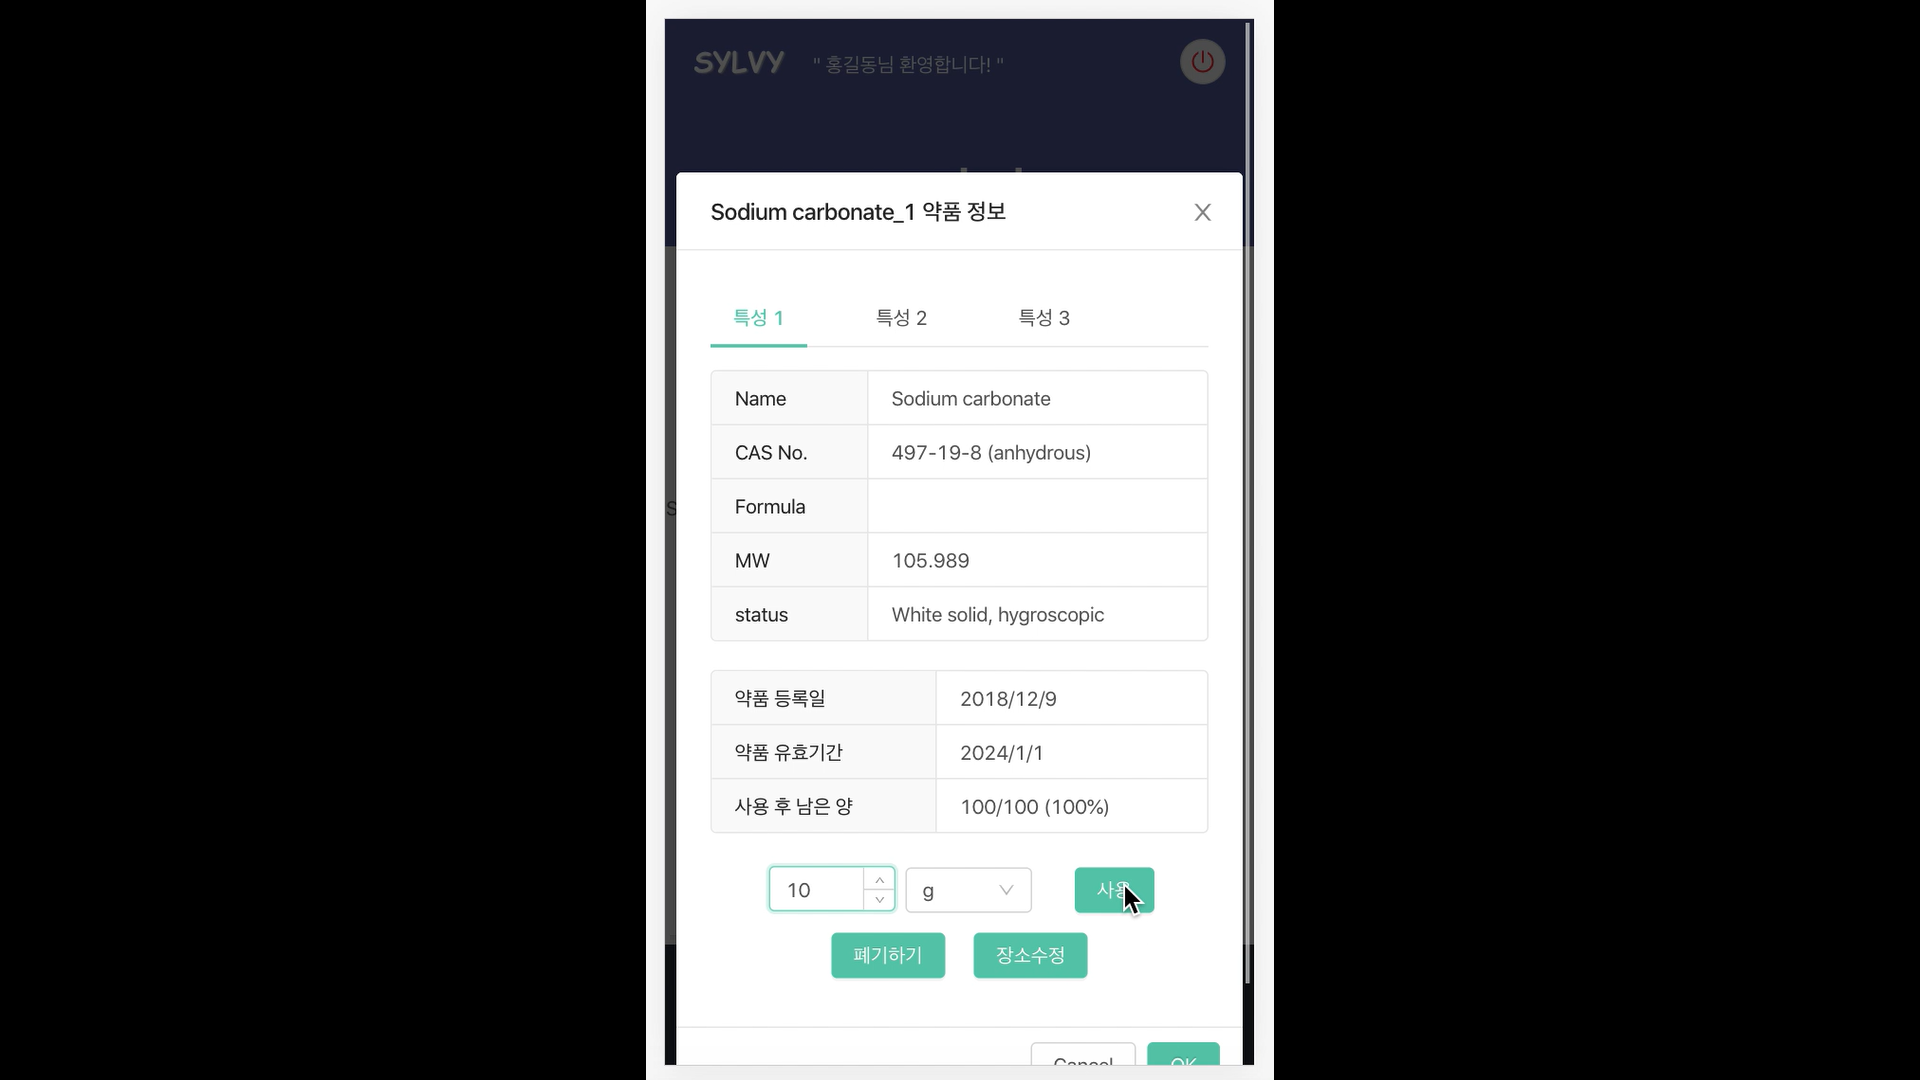 SYLVY " 홍길동님 환영합니다! "
Sodium carbonate_1 약품 정보
특성 1 특성 2 특성 3
Name Sodium carbonate
CAS No. 497-19-8 (anhydrous)
Formula
MW 105.989
status White solid, hygroscopic
약품 등록일 2018/12/9
약품 유효기간 2024/1/1
사용 후 남은 양 100/100 (100%)
10 g 사용
폐기하기 장소수정
Cancel OK